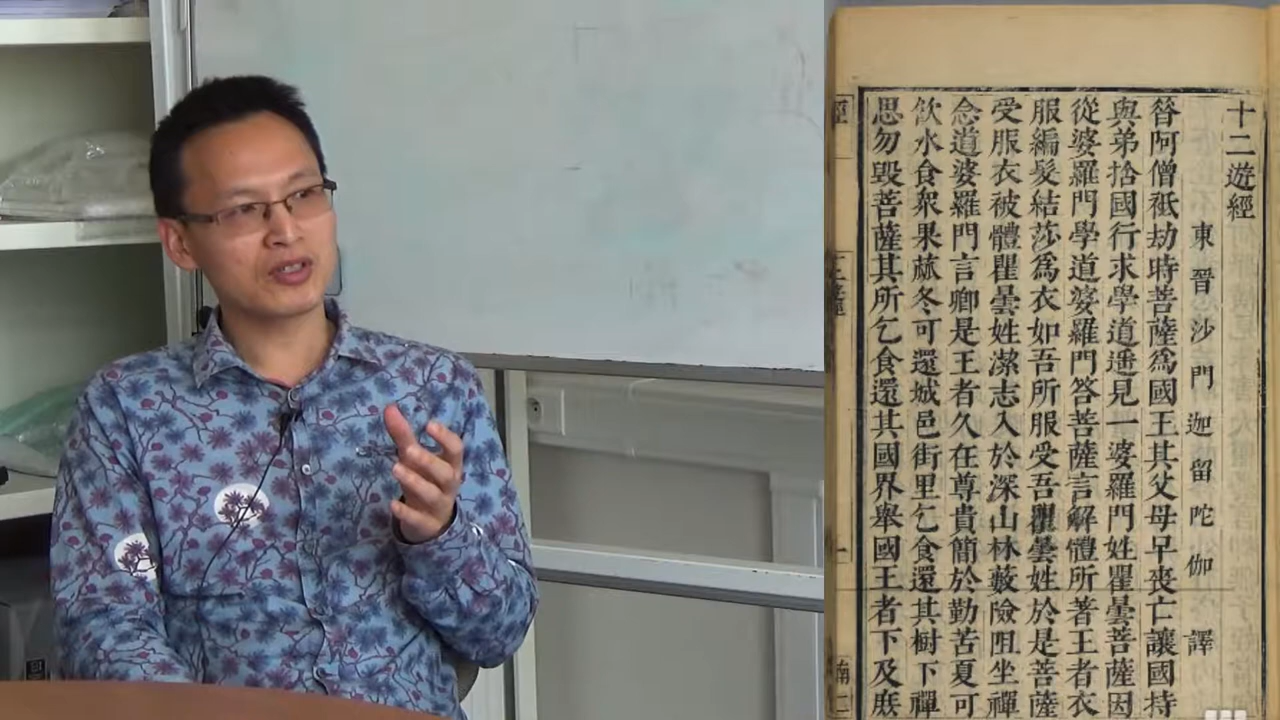 十二遊經
東晉沙門迦留陀伽譯
昝阿僧祇劫時菩薩爲國王其父母早喪亡讓國持
與弟捨國行求學道遥見一婆羅門姓瞿曇菩薩因
從婆羅門學道婆羅門答菩薩言解體所著王者衣
服編髮結莎爲衣如吾所服受吾瞿曇姓於是菩薩
受服衣被體瞿曇姓潔志入於深山林藪險阻坐禪
念道婆羅門言卿是王者久在尊貴簡於勤苦夏可
飲水食衆果蓏冬可還城邑街里乞食還其樹下禪
思勿毀菩薩其所乞食還其國界舉國王者下及庶
經
南二